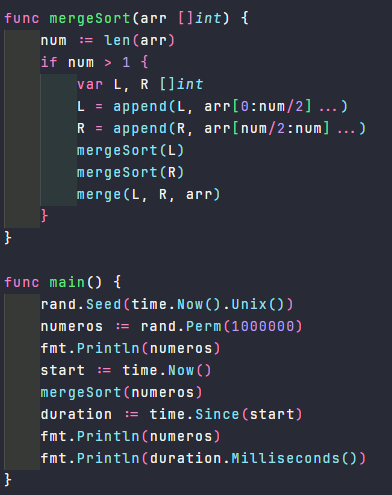 func mergeSort(arr []int) {
    num := len(arr)
    if num > 1 {
        var L, R []int
        L = append(L, arr[0:num/2]...)
        R = append(R, arr[num/2:num]...)
        mergeSort(L)
        mergeSort(R)
        merge(L, R, arr)
    }
}

func main() {
    rand.Seed(time.Now().Unix())
    numeros := rand.Perm(1000000)
    fmt.Println(numeros)
    start := time.Now()
    mergeSort(numeros)
    duration := time.Since(start)
    fmt.Println(numeros)
    fmt.Println(duration.Milliseconds())
}